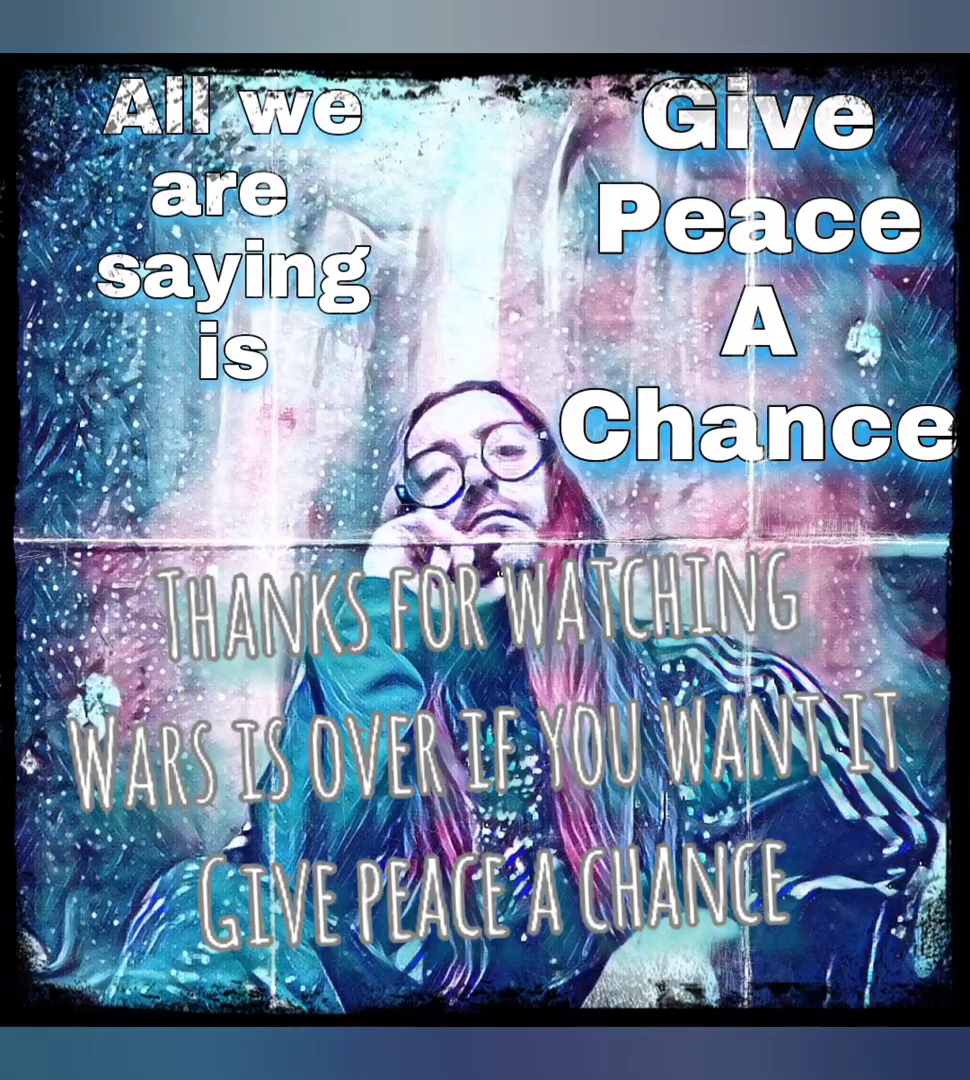 All we
are
saying
is
Give
Peace
A
Chance
Thanks for watching
Wars is over if you want it
Give peace a chance